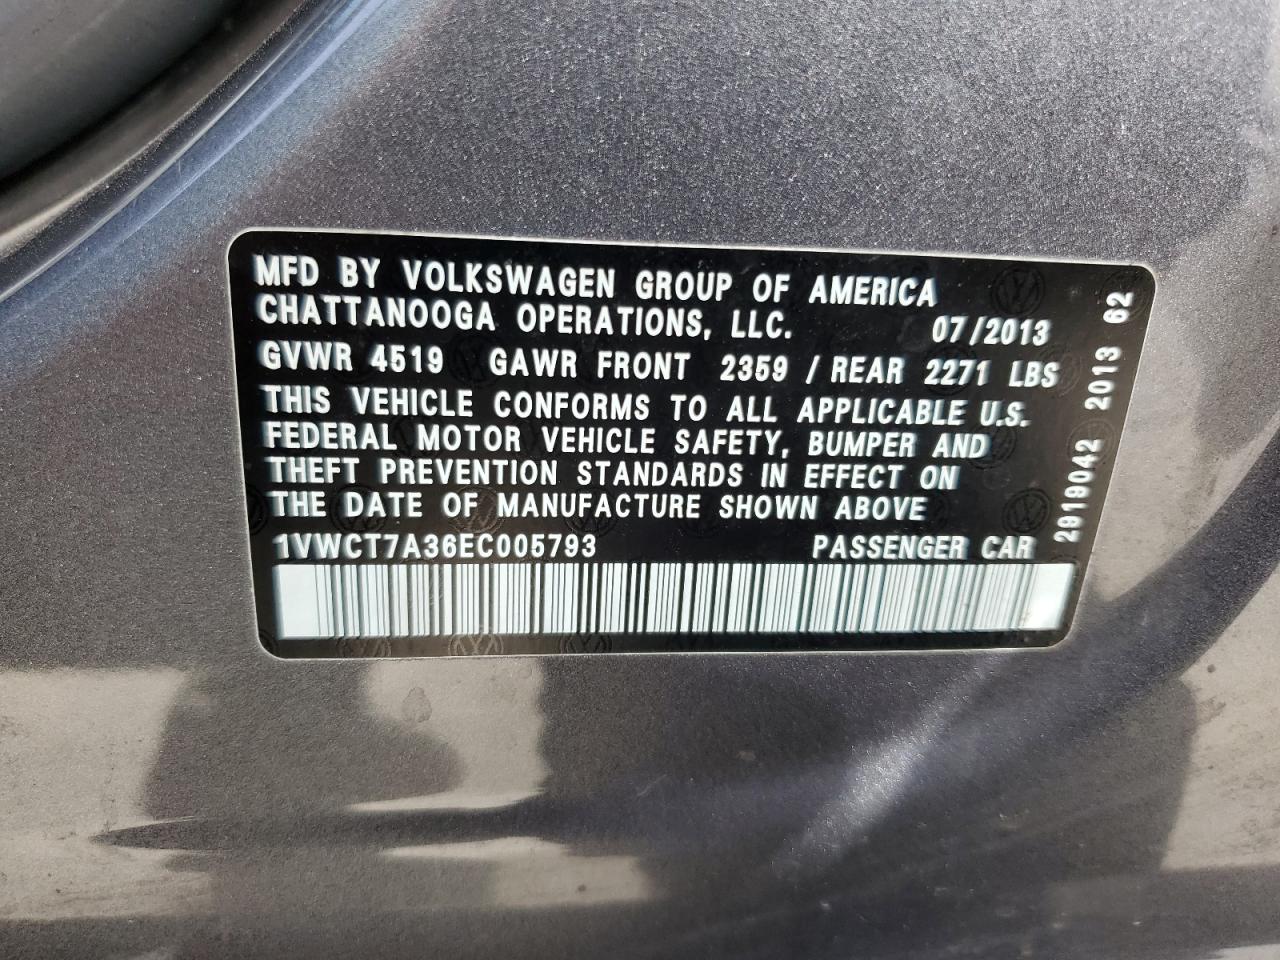 MFD BY VOLKSWAGEN GROUP OF AMERICA
CHATTANOOGA OPERATIONS, LLC. 07/2013
GVWR 4519 GAWR FRONT 2359 / REAR 2271 LBS
THIS VEHICLE CONFORMS TO ALL APPLICABLE U.S.
FEDERAL MOTOR VEHICLE SAFETY, BUMPER AND
THEFT PREVENTION STANDARDS IN EFFECT ON
THE DATE OF MANUFACTURE SHOWN ABOVE
1VWCT7A36EC005793 PASSENGER CAR
2919042 2013 62